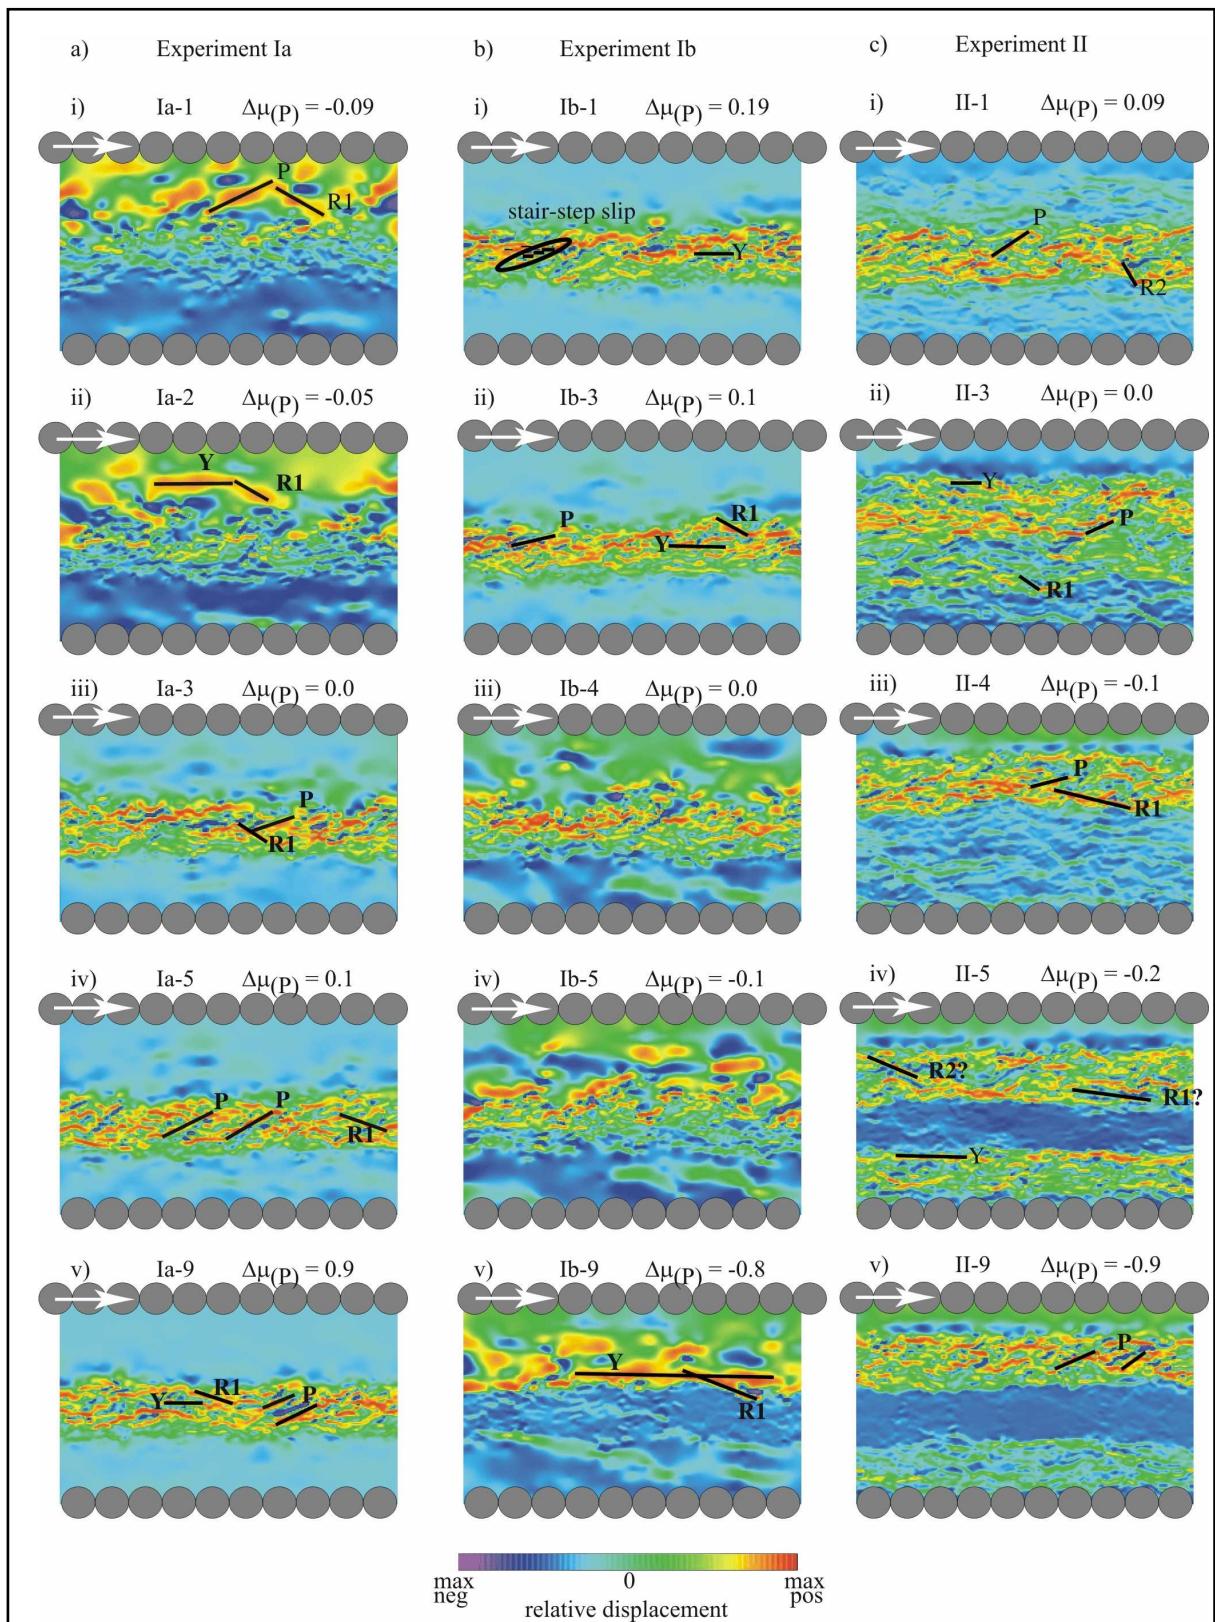 a) Experiment Ia
i) Ia-1 Δμ(P) = -0.09
P
R1
ii) Ia-2 Δμ(P) = -0.05
Y
R1
iii) Ia-3 Δμ(P) = 0.0
P
R1
iv) Ia-5 Δμ(P) = 0.1
P P
R1
v) Ia-9 Δμ(P) = 0.9
R1
Y P
b) Experiment Ib
i) Ib-1 Δμ(P) = 0.19
stair-step slip
Y
ii) Ib-3 Δμ(P) = 0.1
R1
P
Y
iii) Ib-4 Δμ(P) = 0.0
iv) Ib-5 Δμ(P) = -0.1
v) Ib-9 Δμ(P) = -0.8
Y
R1
c) Experiment II
i) II-1 Δμ(P) = 0.09
P
R2
ii) II-3 Δμ(P) = 0.0
Y
P
R1
iii) II-4 Δμ(P) = -0.1
P
R1
iv) II-5 Δμ(P) = -0.2
R2?
R1?
Y
v) II-9 Δμ(P) = -0.9
P
max 0 max
neg pos
relative displacement